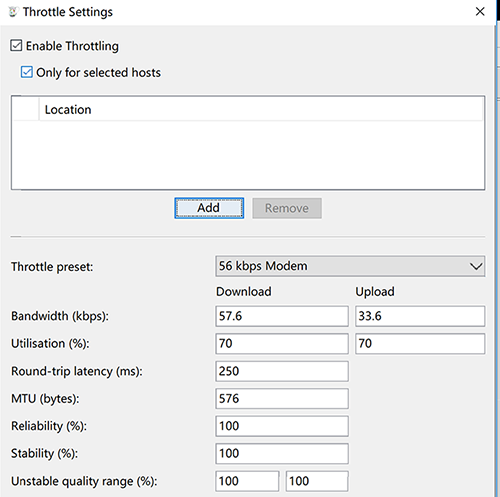 Throttle Settings
Enable Throttling
Only for selected hosts
Location
Add Remove
Throttle preset: 56 kbps Modem
Download Upload
Bandwidth (kbps): 57.6 33.6
Utilisation (%): 70 70
Round-trip latency (ms): 250
MTU (bytes): 576
Reliability (%): 100
Stability (%): 100
Unstable quality range (%): 100 100